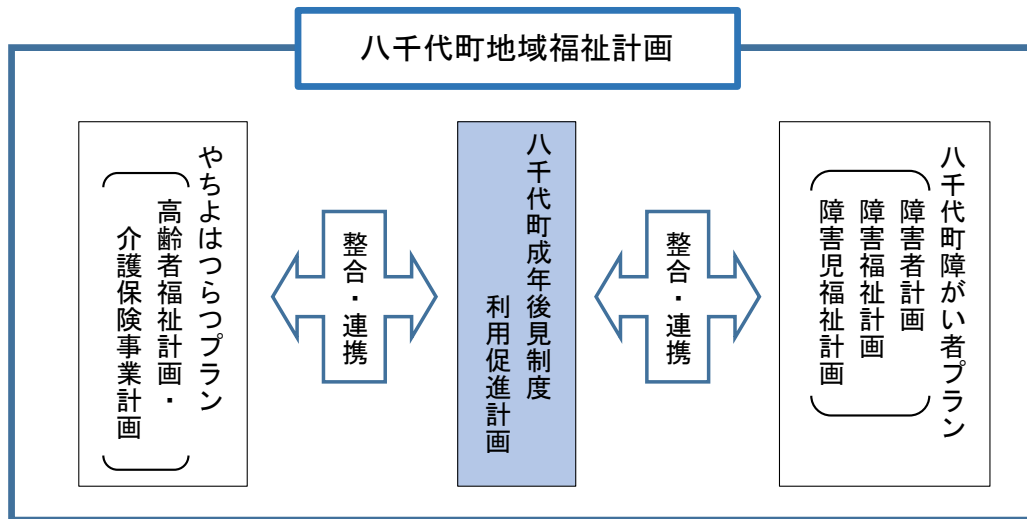 八千代町地域福祉計画
やちよはつらつプラン
高齢者福祉計画・
介護保険事業計画
整合・連携
八千代町成年後見制度
利用促進計画
整合・連携
八千代町障がい者プラン
障害者計画
障害福祉計画
障害児福祉計画